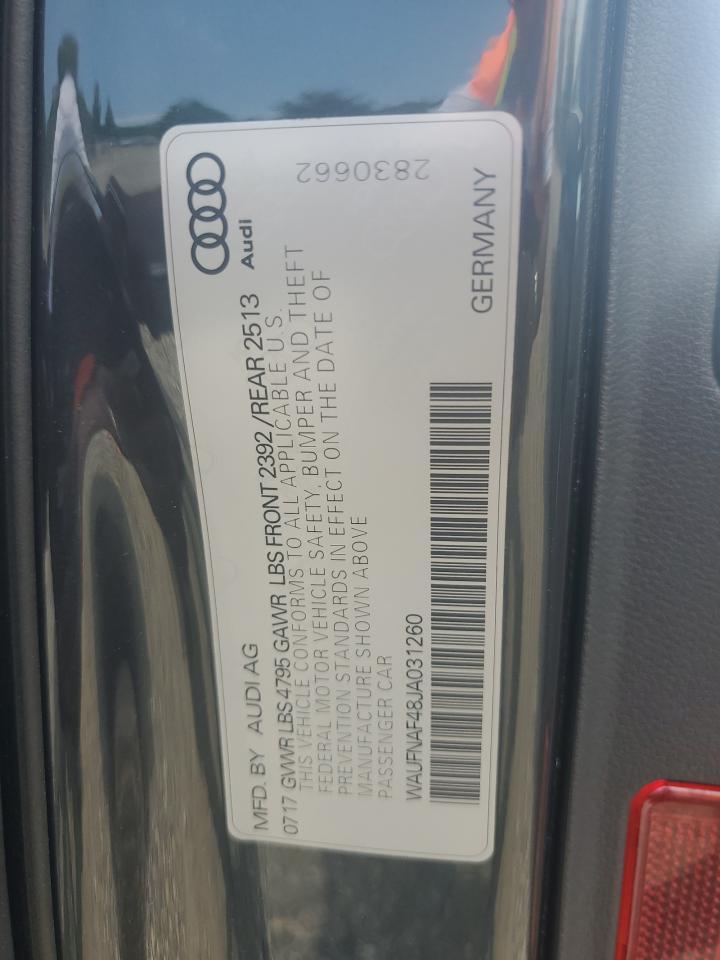 MFD. BY AUDI AG
Audi
0717 GVWR LBS 4795 GAWR LBS FRONT 2392 /REAR 2513
THIS VEHICLE CONFORMS TO ALL APPLICABLE U.S.
FEDERAL MOTOR VEHICLE SAFETY, BUMPER AND THEFT
PREVENTION STANDARDS IN EFFECT ON THE DATE OF
MANUFACTURE SHOWN ABOVE
PASSENGER CAR
2830662
WAUFNAF48JA031260
GERMANY